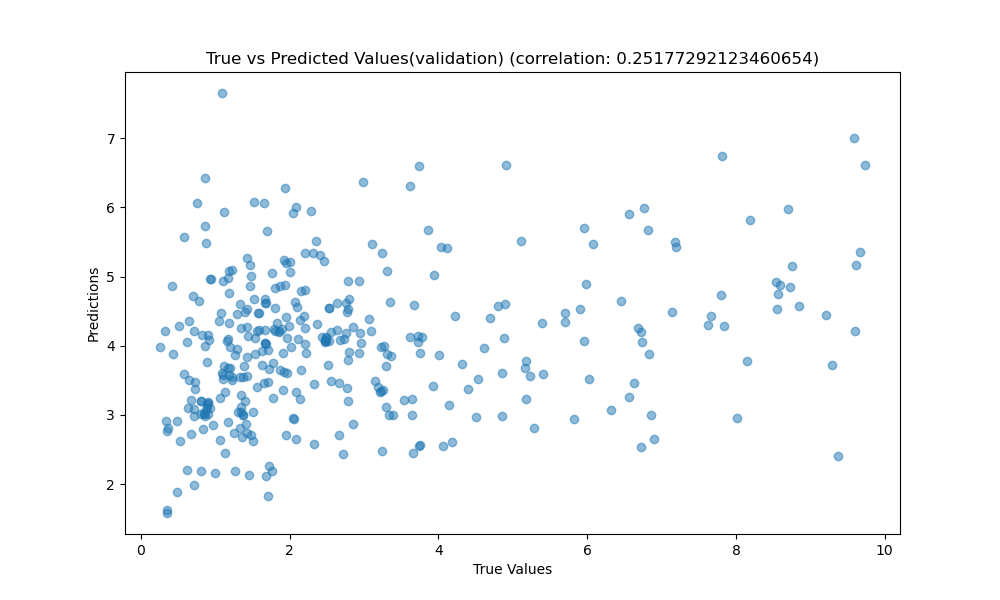 True vs Predicted Values(validation) (correlation: 0.25177292123460654)
7
6
5
4
3
2
Predictions
0 2 4 6 8 10
True Values